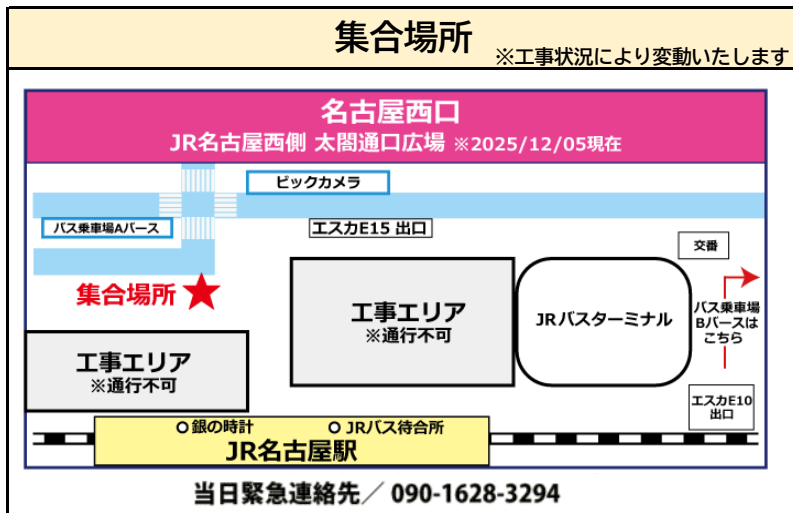 集合場所 ※工事状況により変動いたします
名古屋西口
JR名古屋西側 太閤通口広場 ※2025/12/05現在
ビックカメラ
バス乗車場Aバース
エスカE15 出口
交番
集合場所★
工事エリア
※通行不可
JRバスターミナル
バス乗車場
Bバースは
こちら
工事エリア
※通行不可
エスカE10
出口
銀の時計
JRバス待合所
JR名古屋駅
当日緊急連絡先／ 090-1628-3294